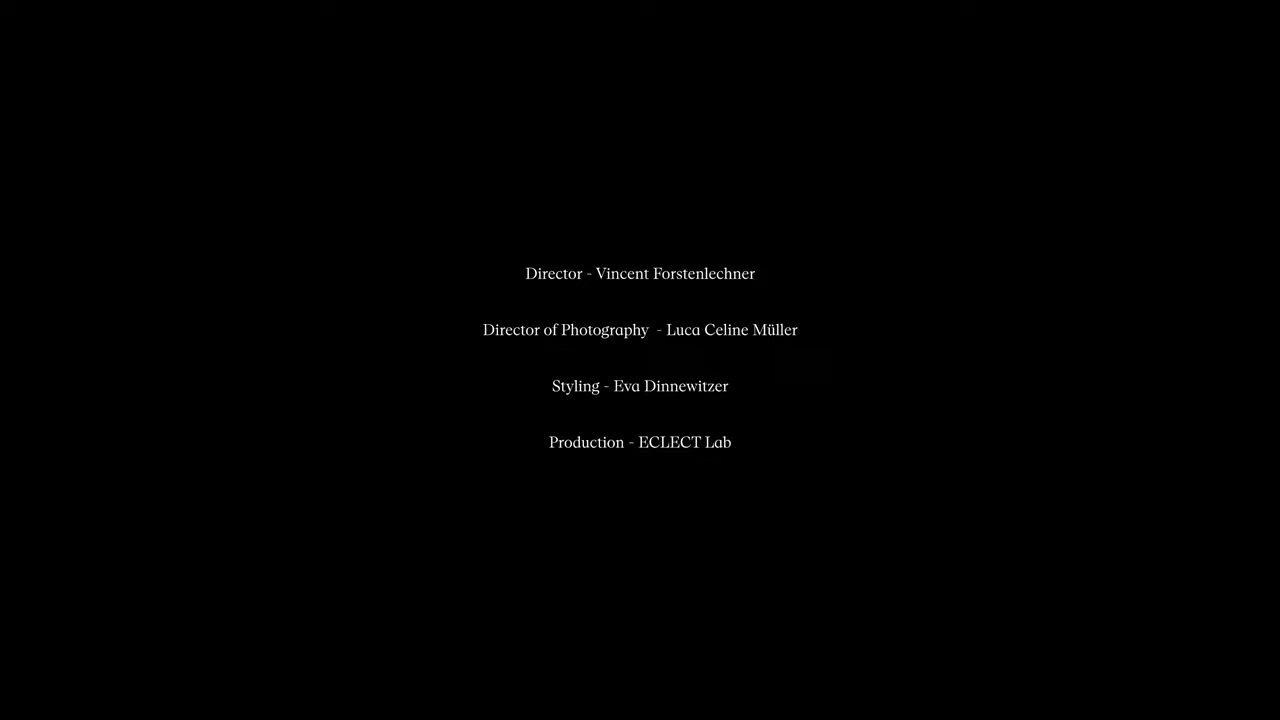 Director - Vincent Forstenlechner
Director of Photography - Luca Celine Müller
Styling - Eva Dinnewitzer
Production - ECLECT Lab